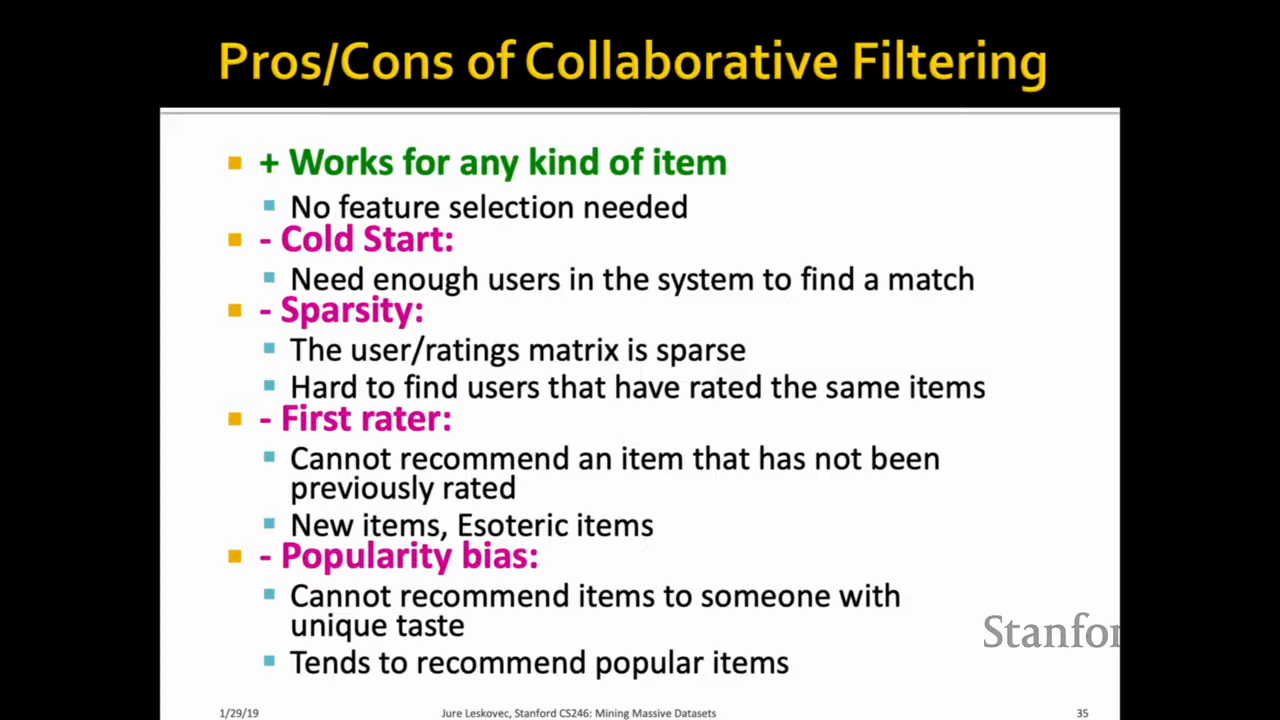 Pros/Cons of Collaborative Filtering
+ Works for any kind of item
No feature selection needed
- Cold Start:
Need enough users in the system to find a match
- Sparsity:
The user/ratings matrix is sparse
Hard to find users that have rated the same items
- First rater:
Cannot recommend an item that has not been
previously rated
New items, Esoteric items
- Popularity bias:
Cannot recommend items to someone with
unique taste
Tends to recommend popular items
Stanfor
1/29/19
Jure Leskovec, Stanford CS246: Mining Massive Datasets
35